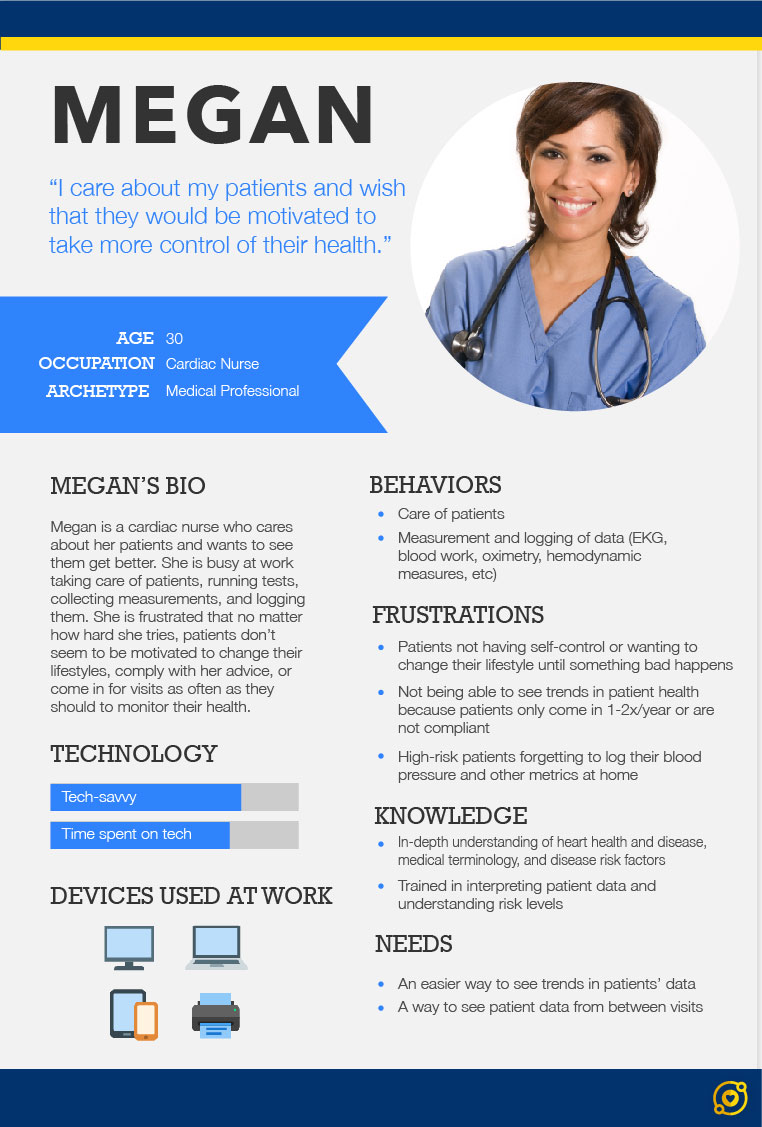 MEGAN
“I care about my patients and wish
that they would be motivated to
take more control of their health.”
AGE 30
OCCUPATION Cardiac Nurse
ARCHETYPE Medical Professional
MEGAN’S BIO
Megan is a cardiac nurse who cares
about her patients and wants to see
them get better. She is busy at work
taking care of patients, running tests,
collecting measurements, and logging
them. She is frustrated that no matter
how hard she tries, patients don’t
seem to be motivated to change their
lifestyles, comply with her advice, or
come in for visits as often as they
should to monitor their health.
TECHNOLOGY
Tech-savvy
Time spent on tech
DEVICES USED AT WORK
BEHAVIORS
• Care of patients
• Measurement and logging of data (EKG,
blood work, oximetry, hemodynamic
measures, etc)
FRUSTRATIONS
• Patients not having self-control or wanting to
change their lifestyle until something bad happens
• Not being able to see trends in patient health
because patients only come in 1-2x/year or are
not compliant
• High-risk patients forgetting to log their blood
pressure and other metrics at home
KNOWLEDGE
• In-depth understanding of heart health and disease,
medical terminology, and disease risk factors
• Trained in interpreting patient data and
understanding risk levels
NEEDS
• An easier way to see trends in patients’ data
• A way to see patient data from between visits